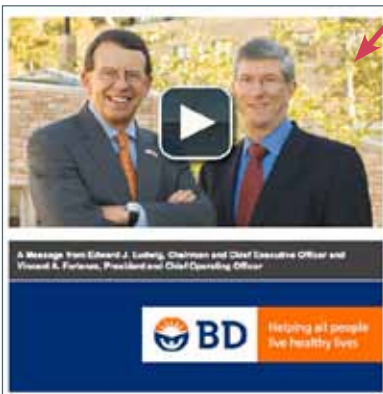 A Message from Edward J. Ludwig, Chairman and Chief Executive Officer and
Vincent A. Forlenza, President and Chief Operating Officer
BD
Helping all people
live healthy lives